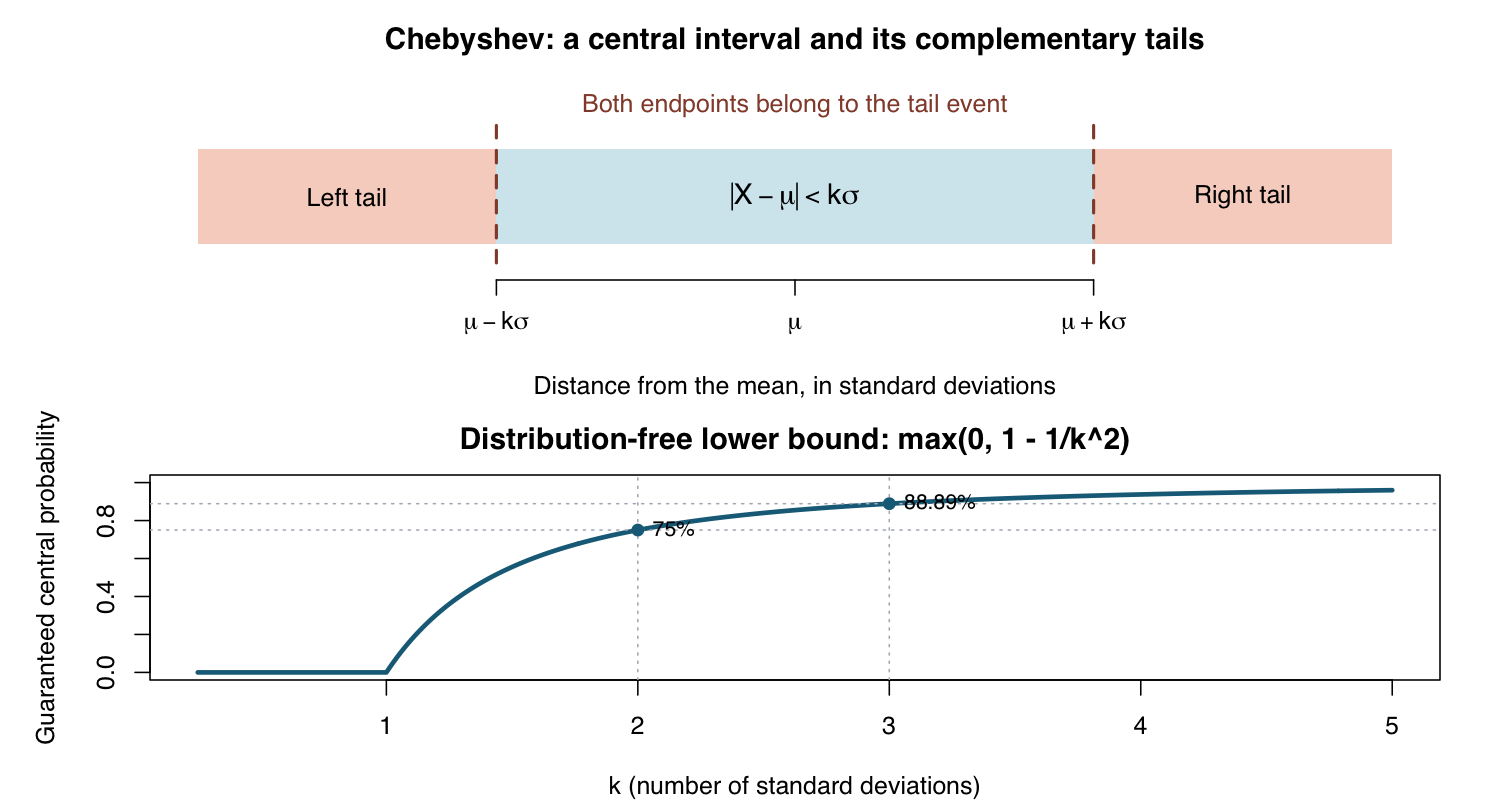 Chebyshev: a central interval and its complementary tails
Both endpoints belong to the tail event
Left tail
|X − μ| < kσ
Right tail
μ − kσ
μ
μ + kσ
Distance from the mean, in standard deviations
Distribution-free lower bound: max(0, 1 - 1/k^2)
Guaranteed central probability
0.8
0.4
0.0
88.89%
75%
1
2
3
4
5
k (number of standard deviations)